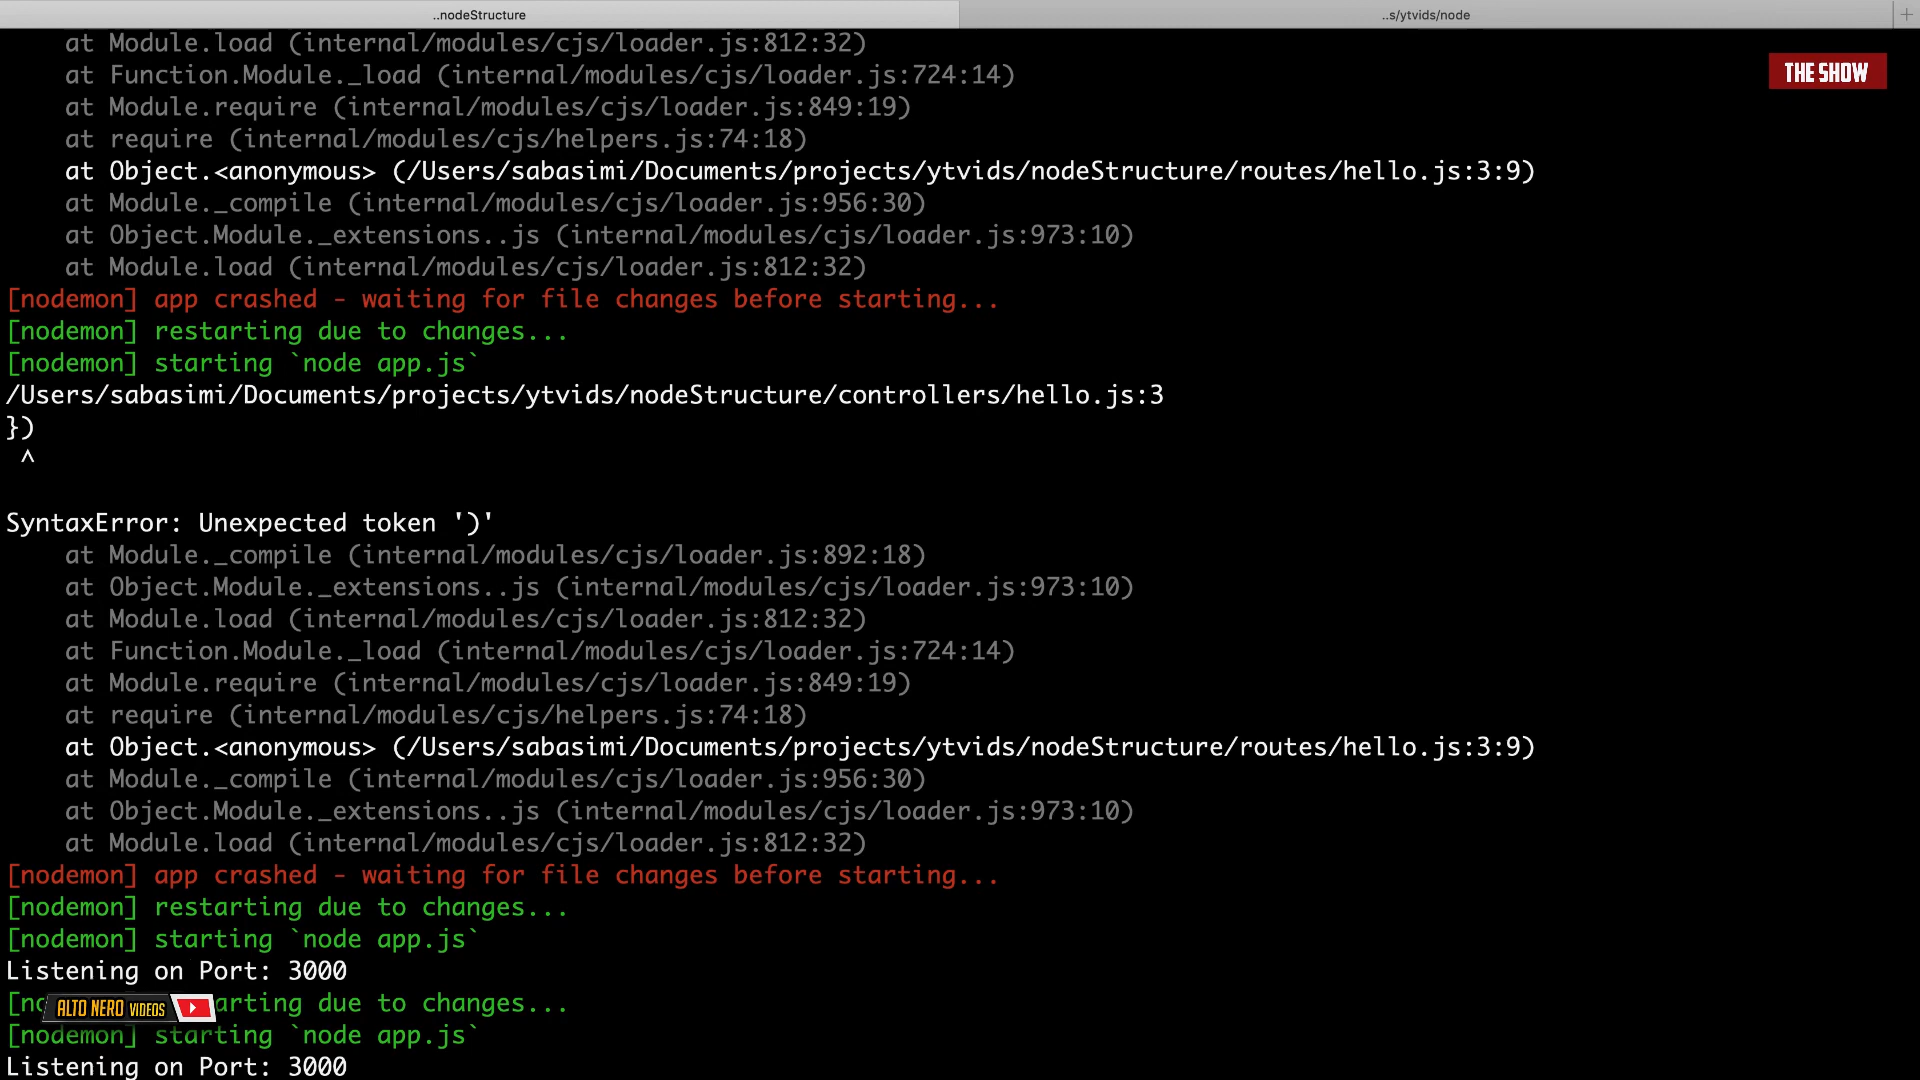 ..nodeStructure
..s/ytvids/node
+
at Module.load (internal/modules/cjs/loader.js:812:32)
THE SHOW
at Function.Module._load (internal/modules/cjs/loader.js:724:14)
at Module.require (internal/modules/cjs/loader.js:849:19)
at require (internal/modules/cjs/helpers.js:74:18)
at Object.<anonymous> (/Users/sabasimi/Documents/projects/ytvids/nodeStructure/routes/hello.js:3:9)
at Module._compile (internal/modules/cjs/loader.js:956:30)
at Object.Module._extensions..js (internal/modules/cjs/loader.js:973:10)
at Module.load (internal/modules/cjs/loader.js:812:32)
[nodemon] app crashed - waiting for file changes before starting...
[nodemon] restarting due to changes...
[nodemon] starting `node app.js`
/Users/sabasimi/Documents/projects/ytvids/nodeStructure/controllers/hello.js:3
})
^
SyntaxError: Unexpected token ')'
at Module._compile (internal/modules/cjs/loader.js:892:18)
at Object.Module._extensions..js (internal/modules/cjs/loader.js:973:10)
at Module.load (internal/modules/cjs/loader.js:812:32)
at Function.Module._load (internal/modules/cjs/loader.js:724:14)
at Module.require (internal/modules/cjs/loader.js:849:19)
at require (internal/modules/cjs/helpers.js:74:18)
at Object.<anonymous> (/Users/sabasimi/Documents/projects/ytvids/nodeStructure/routes/hello.js:3:9)
at Module._compile (internal/modules/cjs/loader.js:956:30)
at Object.Module._extensions..js (internal/modules/cjs/loader.js:973:10)
at Module.load (internal/modules/cjs/loader.js:812:32)
[nodemon] app crashed - waiting for file changes before starting...
[nodemon] restarting due to changes...
[nodemon] starting `node app.js`
Listening on Port: 3000
ALTO NERO VIDEOS
arting due to changes...
[nodemon] starting `node app.js`
Listening on Port: 3000